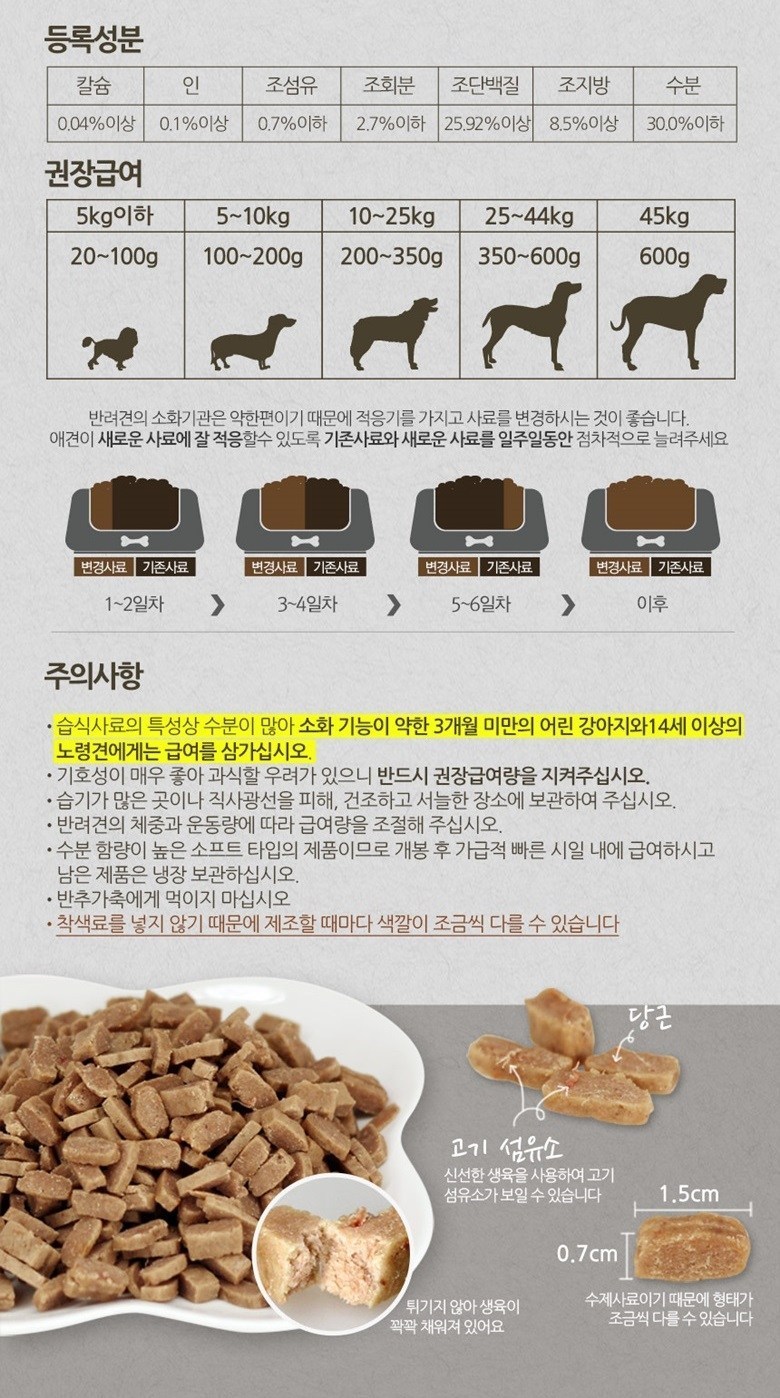 등록성분
칼슘 인 조섬유 조회분 조단백질 조지방 수분
0.04%이상 0.1%이상 0.7%이하 2.7%이하 25.92%이상 8.5%이상 30.0%이하
권장급여
5kg이하 5~10kg 10~25kg 25~44kg 45kg
20~100g 100~200g 200~350g 350~600g 600g
반려견의 소화기관은 약한편이기 때문에 적응기를 가지고 사료를 변경하시는 것이 좋습니다.
애견이 새로운 사료에 잘 적응할수 있도록 기존사료와 새로운 사료를 일주일동안 점차적으로 늘려주세요
변경사료 기존사료 변경사료 기존사료 변경사료 기존사료 변경사료 기존사료
1~2일차 3~4일차 5~6일차 이후
주의사항
• 습식사료의 특성상 수분이 많아 소화 기능이 약한 3개월 미만의 어린 강아지와14세 이상의
노령견에게는 급여를 삼가십시오.
• 기호성이 매우 좋아 과식할 우려가 있으니 반드시 권장급여량을 지켜주십시오.
• 습기가 많은 곳이나 직사광선을 피해, 건조하고 서늘한 장소에 보관하여 주십시오.
• 반려견의 체중과 운동량에 따라 급여량을 조절해 주십시오.
• 수분 함량이 높은 소프트 타입의 제품이므로 개봉 후 가급적 빠른 시일 내에 급여하시고
남은 제품은 냉장 보관하십시오.
• 반추가축에게 먹이지 마십시오
• 착색료를 넣지 않기 때문에 제조할 때마다 색깔이 조금씩 다를 수 있습니다
당근
고기 섬유소
신선한 생육을 사용하여 고기
섬유소가 보일 수 있습니다
1.5cm
0.7cm
튀기지 않아 생육이
꽉꽉 채워져 있어요
수제사료이기 때문에 형태가
조금씩 다를 수 있습니다